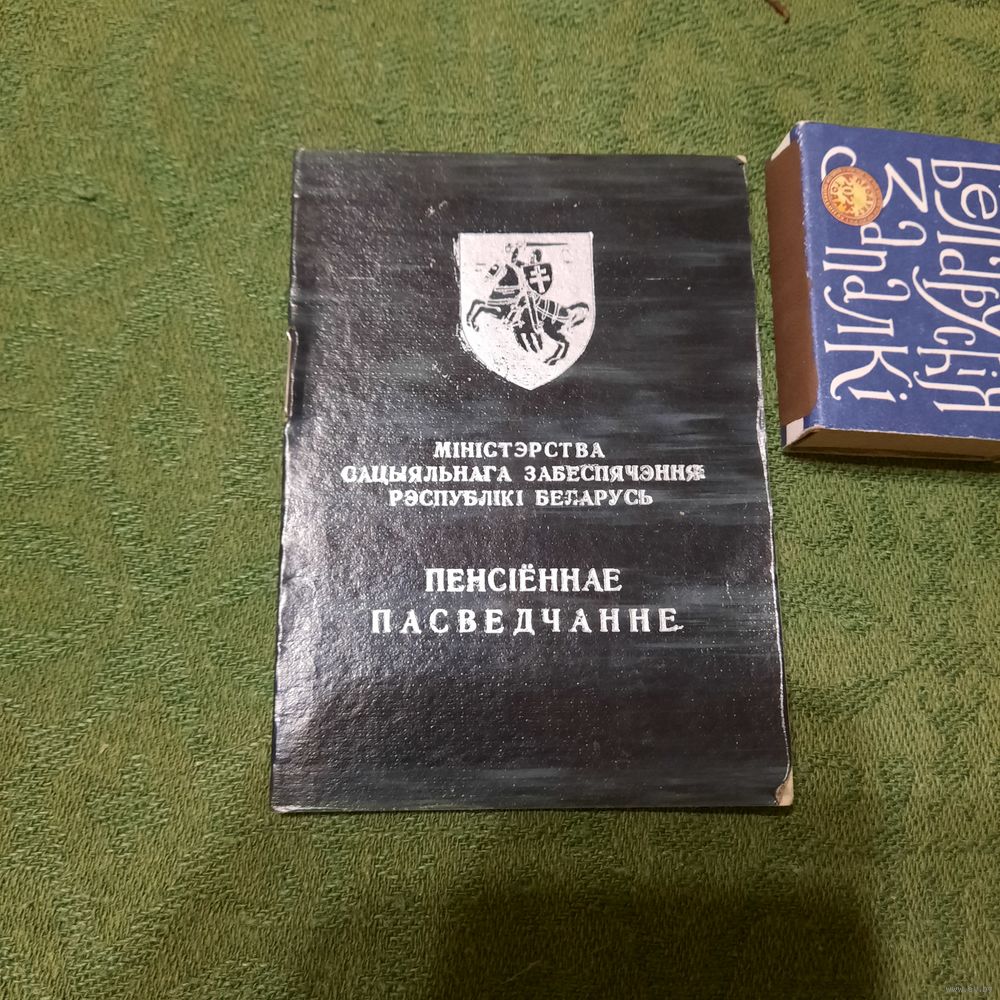 МІНІСТЭРСТВА
САЦЫЯЛЬНАГА ЗАБЕСПЯЧЭННЯ
РЭСПУБЛІКІ БЕЛАРУСЬ
ПЕНСІЁННАЕ
ПАСВЕДЧАННЕ
БЕЛАРУСКІЯ
ЗАПАЛКІ